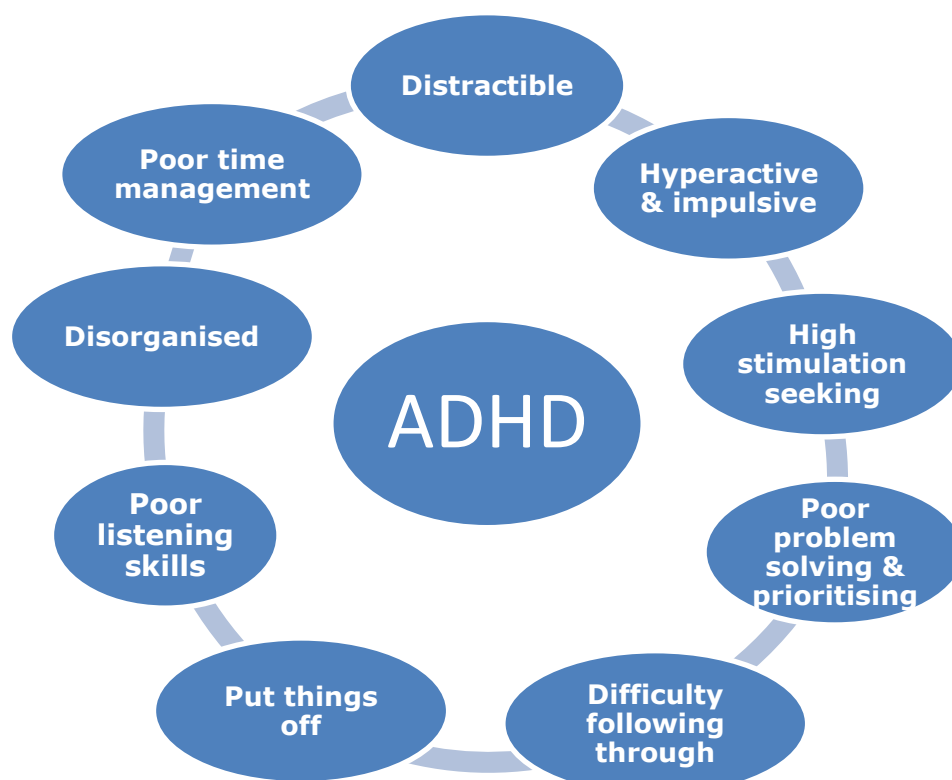 Distractible
Hyperactive
& impulsive
High
stimulation
seeking
Poor
problem
solving &
prioritising
Difficulty
following
through
Put things
off
Poor
listening
skills
Disorganised
Poor time
management
ADHD